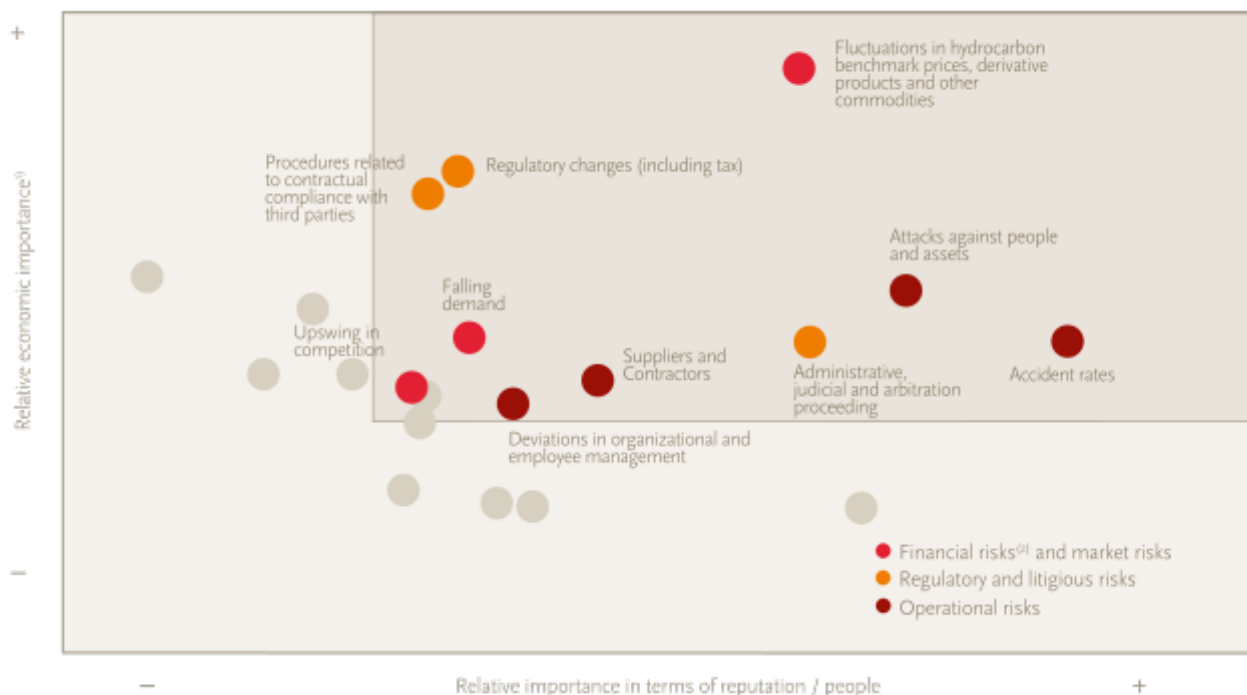 +
Fluctuations in hydrocarbon
benchmark prices, derivative
products and other
commodities
Procedures related
to contractual
compliance with
third parties
Regulatory changes (including tax)
Attacks against people
and assets
Falling
demand
Upswing in
competition
Suppliers and
Contractors
Administrative,
judicial and arbitration
proceeding
Accident rates
Deviations in organizational and
employee management
Relative economic importance¹⁾
–
Financial risks⁽²⁾ and market risks
Regulatory and litigious risks
Operational risks
–
Relative importance in terms of reputation / people
+